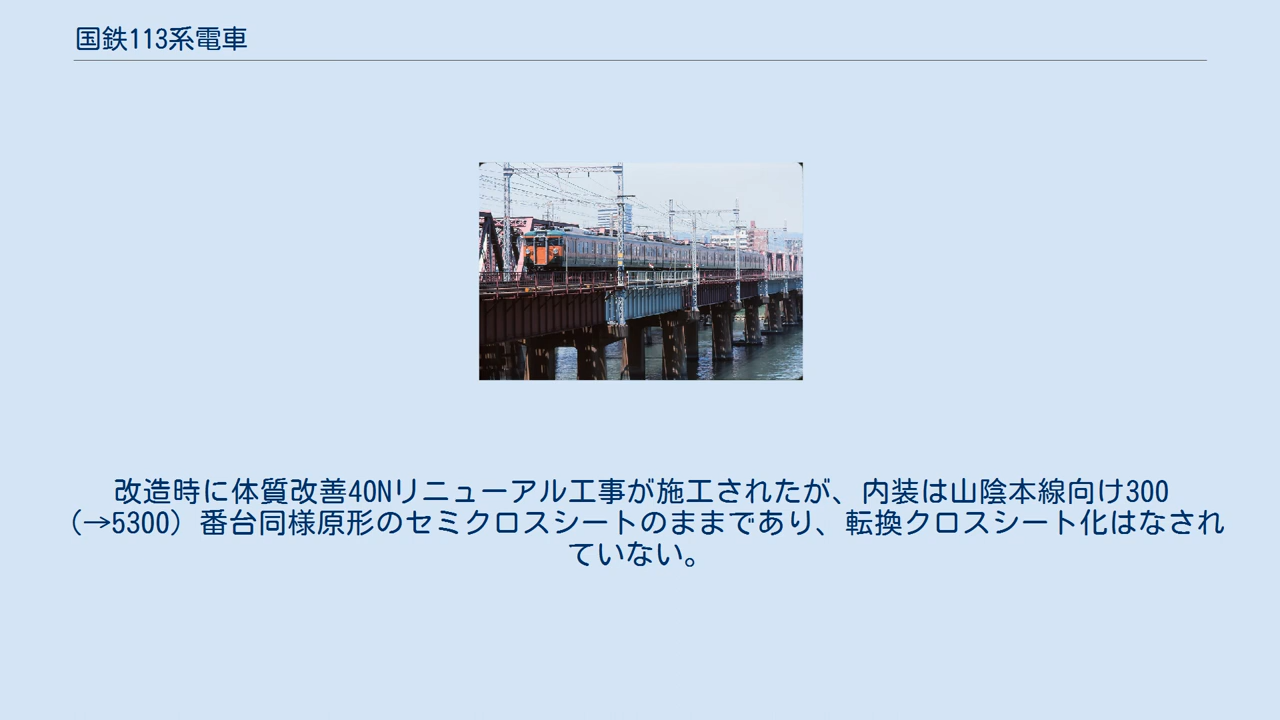 国鉄113系電車
改造時に体質改善40Nリニューアル工事が施工されたが、内装は山陰本線向け300
（→5300）番台同様原形のセミクロスシートのままであり、転換クロスシート化はなされ
ていない。